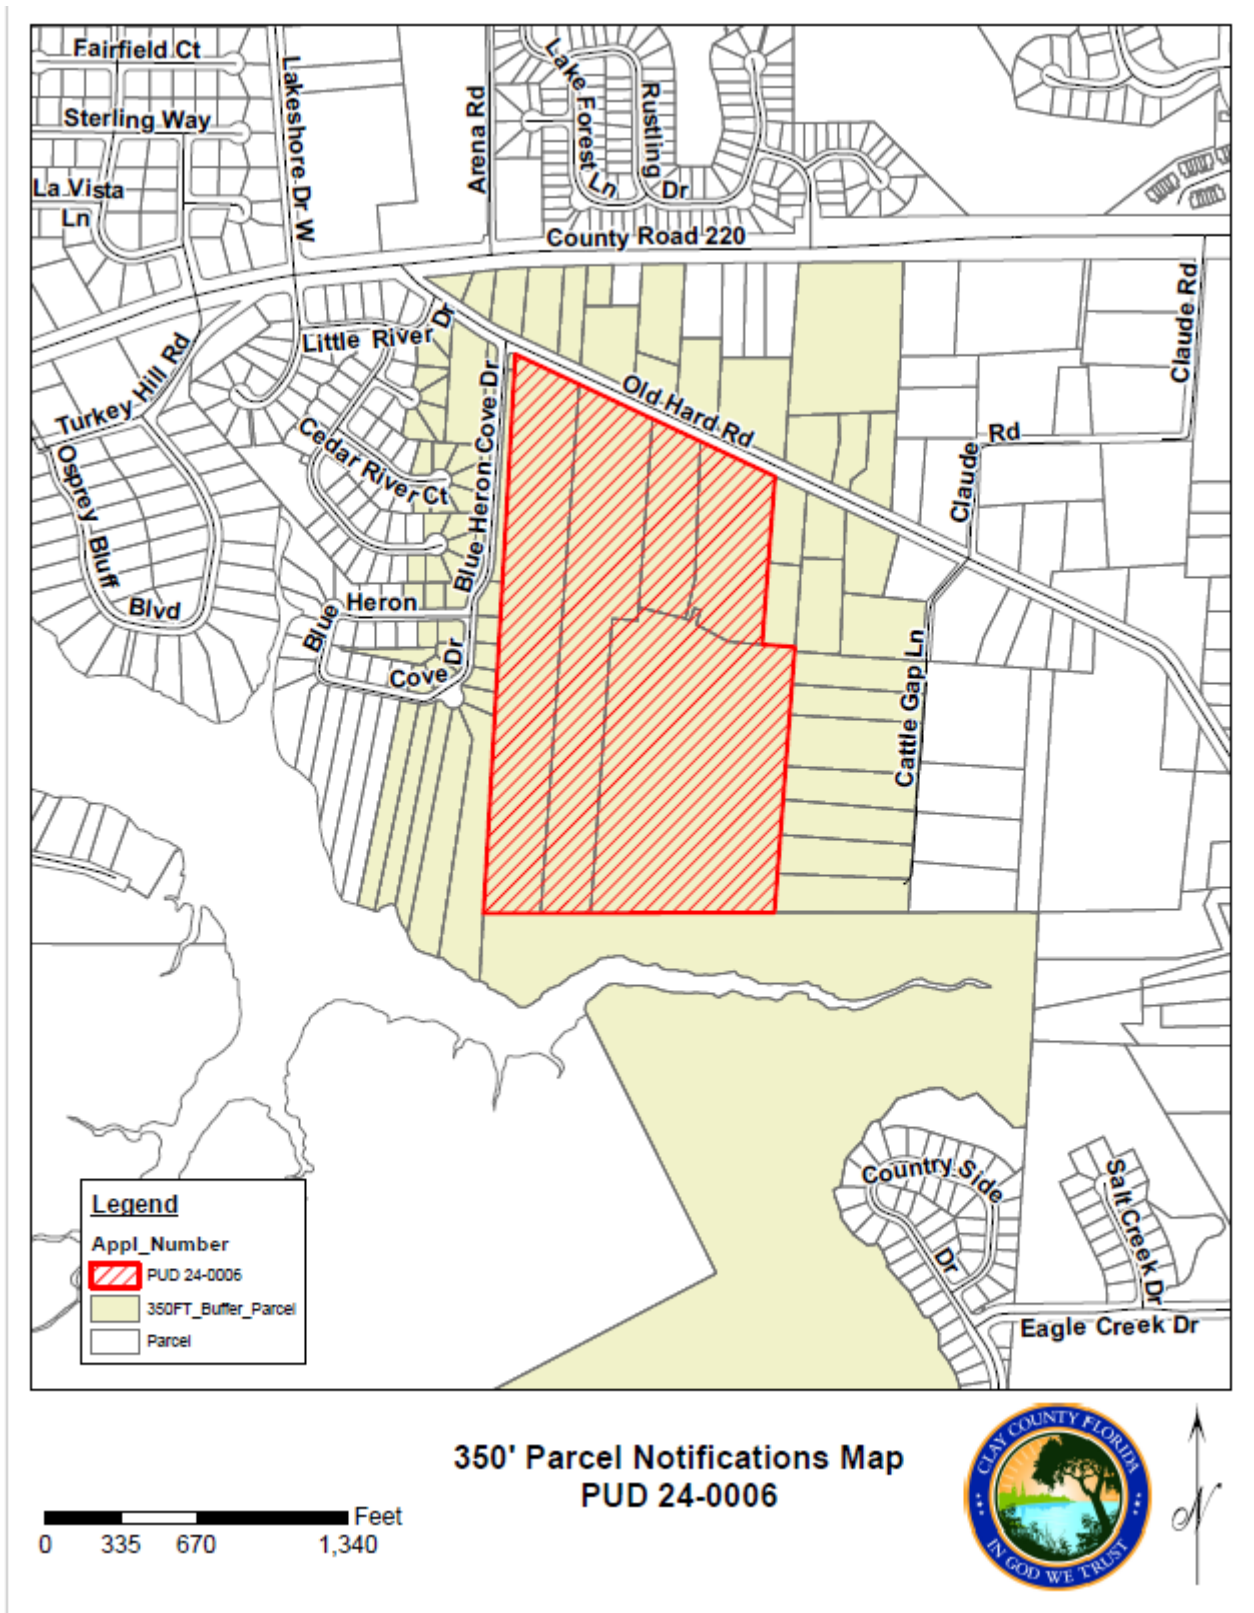 Fairfield Ct
Sterling Way
La Vista
Ln
Lakeshore Dr W
Arena Rd
Lake Forest Ln
Rustling
Dr
County Road 220
Claude Rd
Little River Dr
Turkey Hill Rd
Old Hard Rd
Cedar River Ct
Blue Heron Cove Dr
Claude Rd
Osprey Bluff
Blvd
Blue
Heron
Cove Dr
Cattle Gap Ln
Country Side
Dr
Salt Creek Dr
Eagle Creek Dr
Legend
Appl_Number
PUD 24-0006
350FT_Buffer_Parcel
Parcel
350' Parcel Notifications Map
PUD 24-0006
Feet
0 335 670 1,340
CLAY COUNTY FLORIDA
IN GOD WE TRUST
N